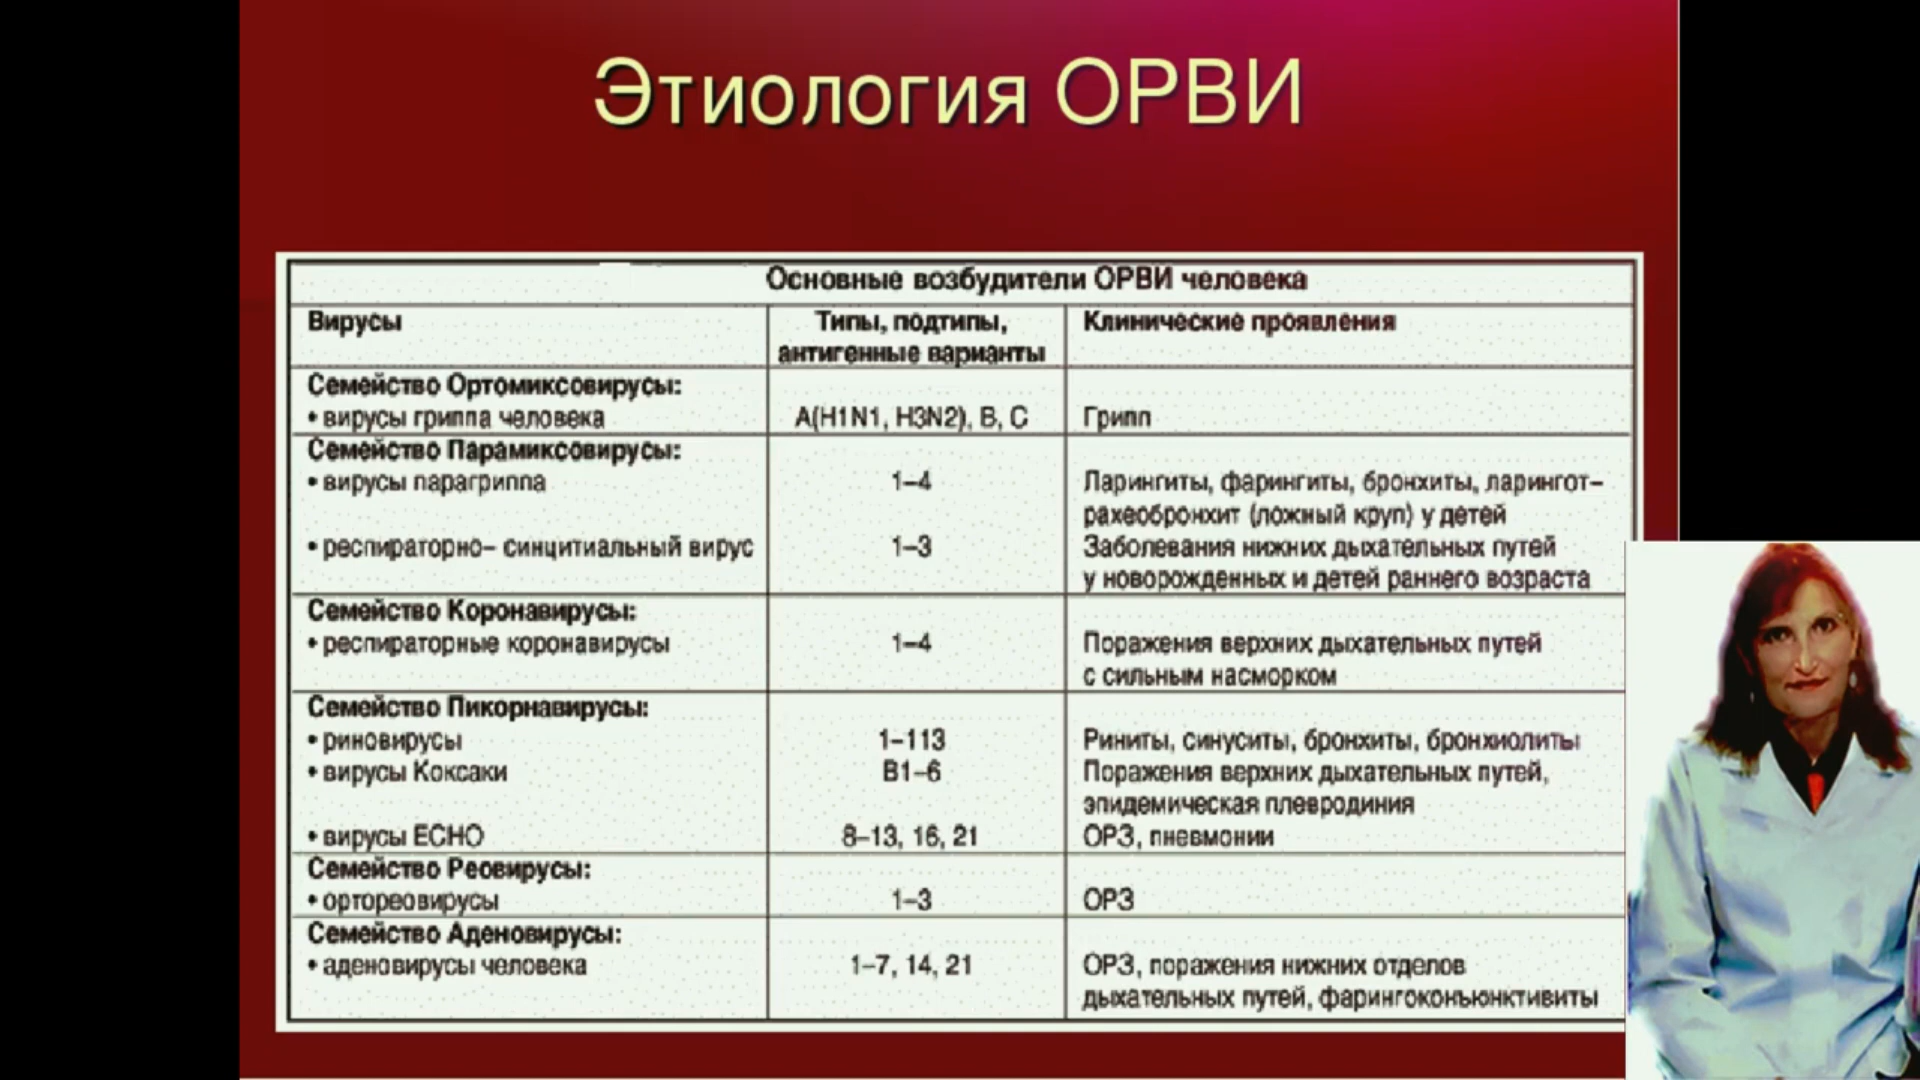 Этиология ОРВИ
Основные возбудители ОРВИ человека
Вирусы
Типы, подтипы,
антигенные варианты
Клинические проявления
Семейство Ортомиксовирусы:
• вирусы гриппа человека
A(H1N1, H3N2), B, C
Грипп
Семейство Парамиксовирусы:
• вирусы парагриппа
1–4
Ларингиты, фарингиты, бронхиты, ларингот–
рахеобронхит (ложный круп) у детей
• респираторно– синцитиальный вирус
1–3
Заболевания нижних дыхательных путей
у новорожденных и детей раннего возраста
Семейство Коронавирусы:
• респираторные коронавирусы
1–4
Поражения верхних дыхательных путей
с сильным насморком
Семейство Пикорнавирусы:
• риновирусы
1–113
Риниты, синуситы, бронхиты, бронхиолиты
• вирусы Коксаки
B1–6
Поражения верхних дыхательных путей,
эпидемическая плевродиния
• вирусы ECHO
8–13, 16, 21
ОРЗ, пневмонии
Семейство Реовирусы:
• ортореовирусы
1–3
ОРЗ
Семейство Аденовирусы:
• аденовирусы человека
1–7, 14, 21
ОРЗ, поражения нижних отделов
дыхательных путей, фарингоконъюнктивиты